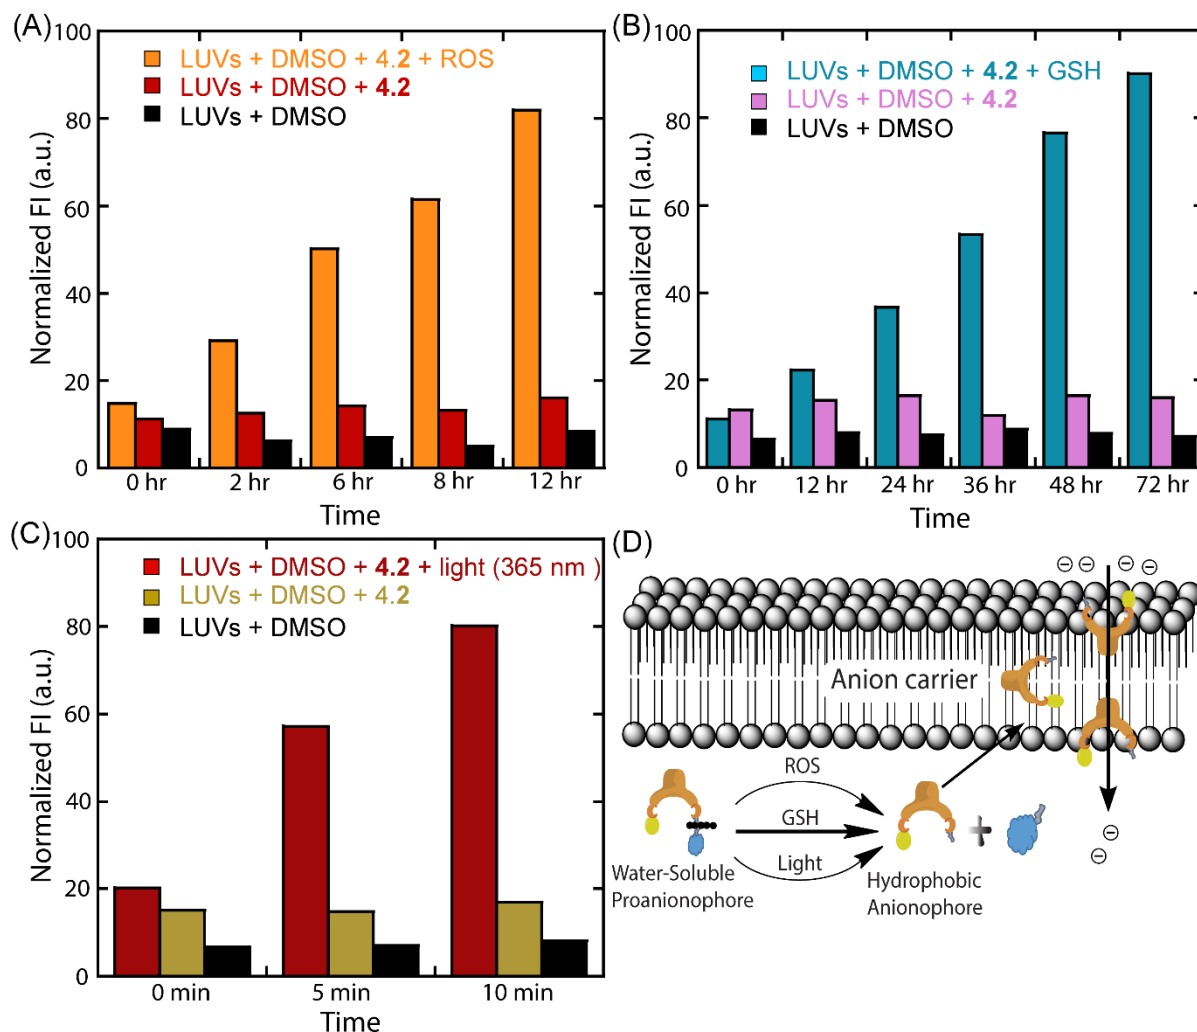 (A)
100
80
60
40
20
0
Normalized FI (a.u.)
LUVs + DMSO + 4.2 + ROS
LUVs + DMSO + 4.2
LUVs + DMSO
0 hr 2 hr 6 hr 8 hr 12 hr
Time
(B)
100
80
60
40
20
0
Normalized FI (a.u.)
LUVs + DMSO + 4.2 + GSH
LUVs + DMSO + 4.2
LUVs + DMSO
0 hr 12 hr 24 hr 36 hr 48 hr 72 hr
Time
(C)
100
80
60
40
20
0
Normalized FI (a.u.)
LUVs + DMSO + 4.2 + light (365 nm )
LUVs + DMSO + 4.2
LUVs + DMSO
0 min 5 min 10 min
Time
(D)
Anion carrier
ROS
GSH
Light
Water-Soluble
Proanionophore
Hydrophobic
Anionophore